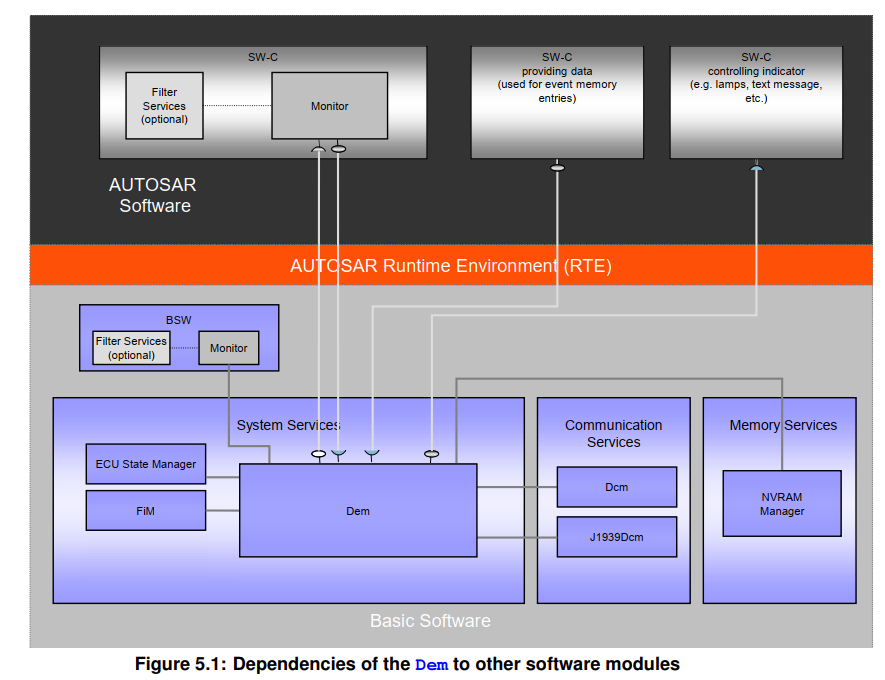 SW-C
Filter
Services
(optional)
Monitor
SW-C
providing data
(used for event memory
entries)
SW-C
controlling indicator
(e.g. lamps, text message,
etc.)
AUTOSAR
Software
AUTOSAR Runtime Environment (RTE)
BSW
Filter Services
(optional)
Monitor
System Services
ECU State Manager
FiM
Dem
Communication
Services
Dcm
J1939Dcm
Memory Services
NVRAM
Manager
Basic Software
Figure 5.1: Dependencies of the Dem to other software modules